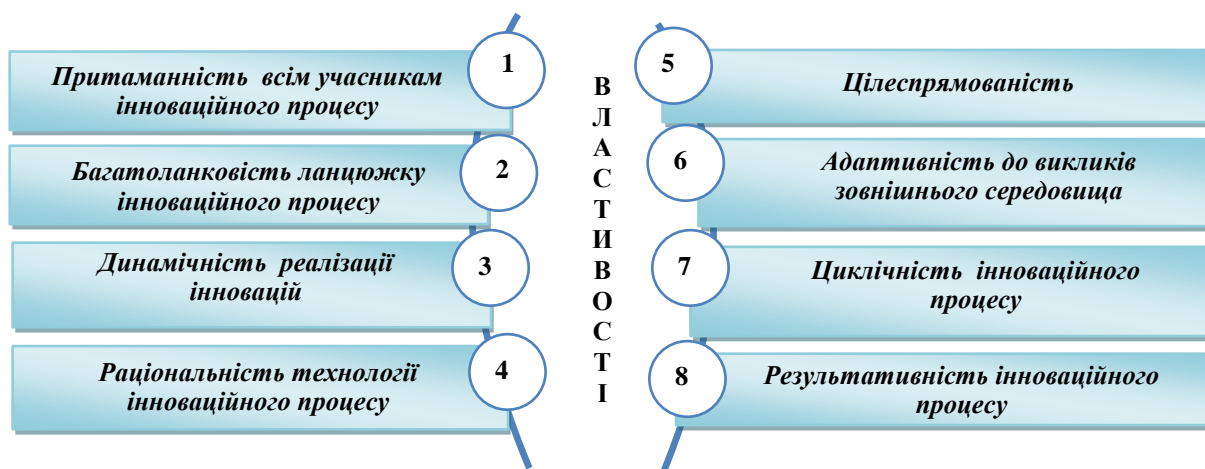 1
Притаманність всім учасникам
інноваційного процесу
2
Багатоланковість ланцюжку
інноваційного процесу
3
Динамічність реалізації
інновацій
4
Раціональність технології
інноваційного процесу
В
Л
А
С
Т
И
В
О
С
Т
І
5
Цілеспрямованість
6
Адаптивність до викликів
зовнішнього середовища
7
Циклічність інноваційного
процесу
8
Результативність інноваційного
процесу